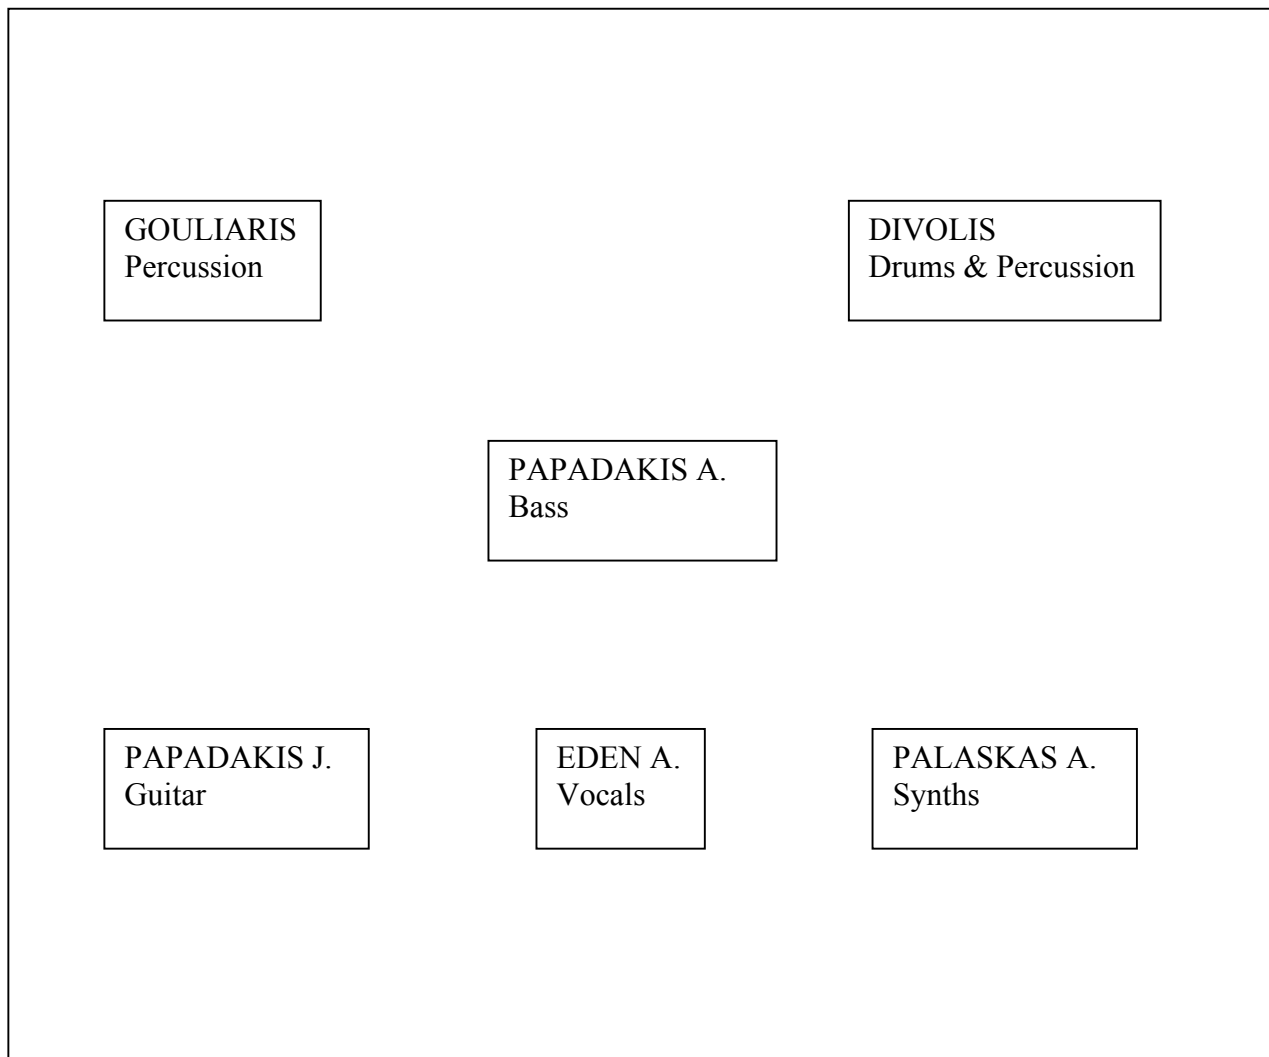 GOULIARIS
Percussion
DIVOLIS
Drums & Percussion
PAPADAKIS A.
Bass
PAPADAKIS J.
Guitar
EDEN A.
Vocals
PALASKAS A.
Synths